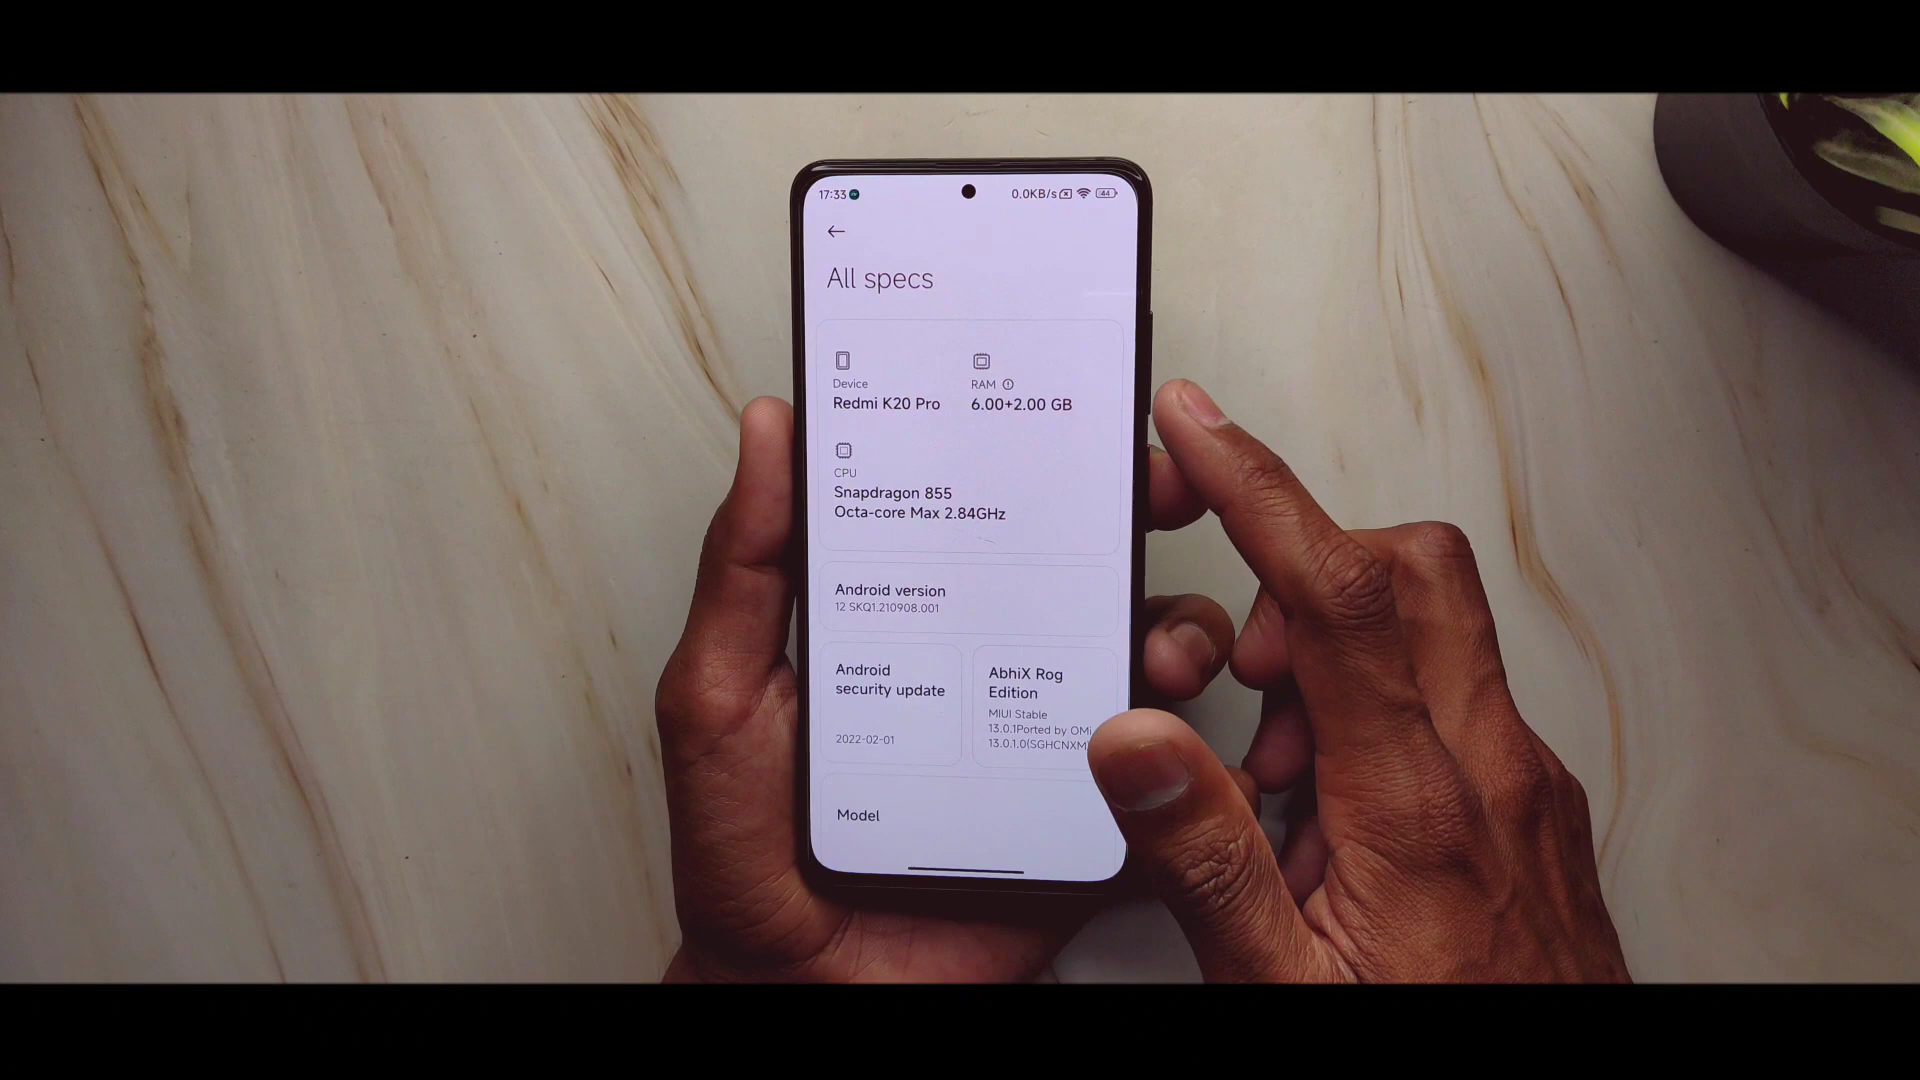 17:33
0.0KB/s
44
All specs
Device
Redmi K20 Pro
RAM
6.00+2.00 GB
CPU
Snapdragon 855
Octa-core Max 2.84GHz
Android version
12 SKQ1.210908.001
Android
security update
2022-02-01
AbhiX Rog
Edition
MIUI Stable
13.0.1Ported by OMi
13.0.1.0(SGHCNXM
Model